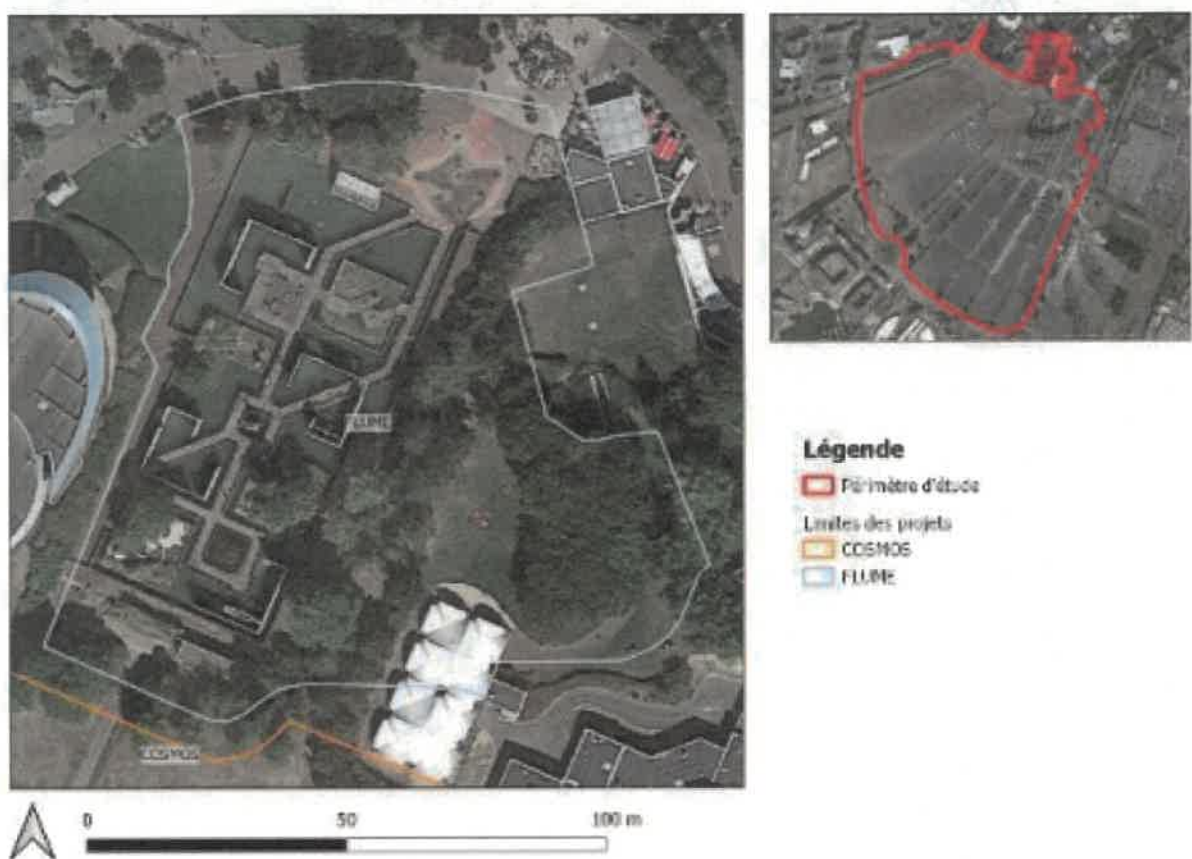 FLUME
COSMOS
Légende
Périmètre d'étude
Limites des projets
COSMOS
FLUME
0 50 100 m